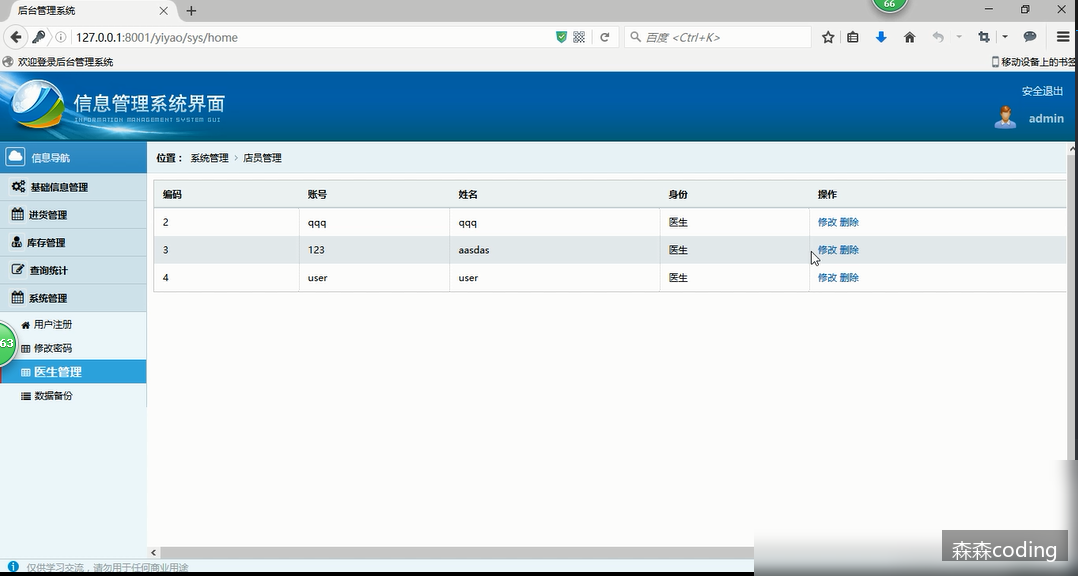 后台管理系统
66
127.0.0.1:8001/yiyao/sys/home
百度 <Ctrl+K>
欢迎登录后台管理系统
移动设备上的书签
信息管理系统界面
INFORMATION MANAGEMENT SYSTEM GUI
安全退出
admin
信息导航
位置： 系统管理 › 店员管理
基础信息管理
进货管理
库存管理
查询统计
系统管理
用户注册
修改密码
医生管理
数据备份
63
编码 账号 姓名 身份 操作
2 qqq qqq 医生 修改 删除
3 123 aasdas 医生 修改 删除
4 user user 医生 修改 删除
仅供学习交流，请勿用于任何商业用途
森森coding